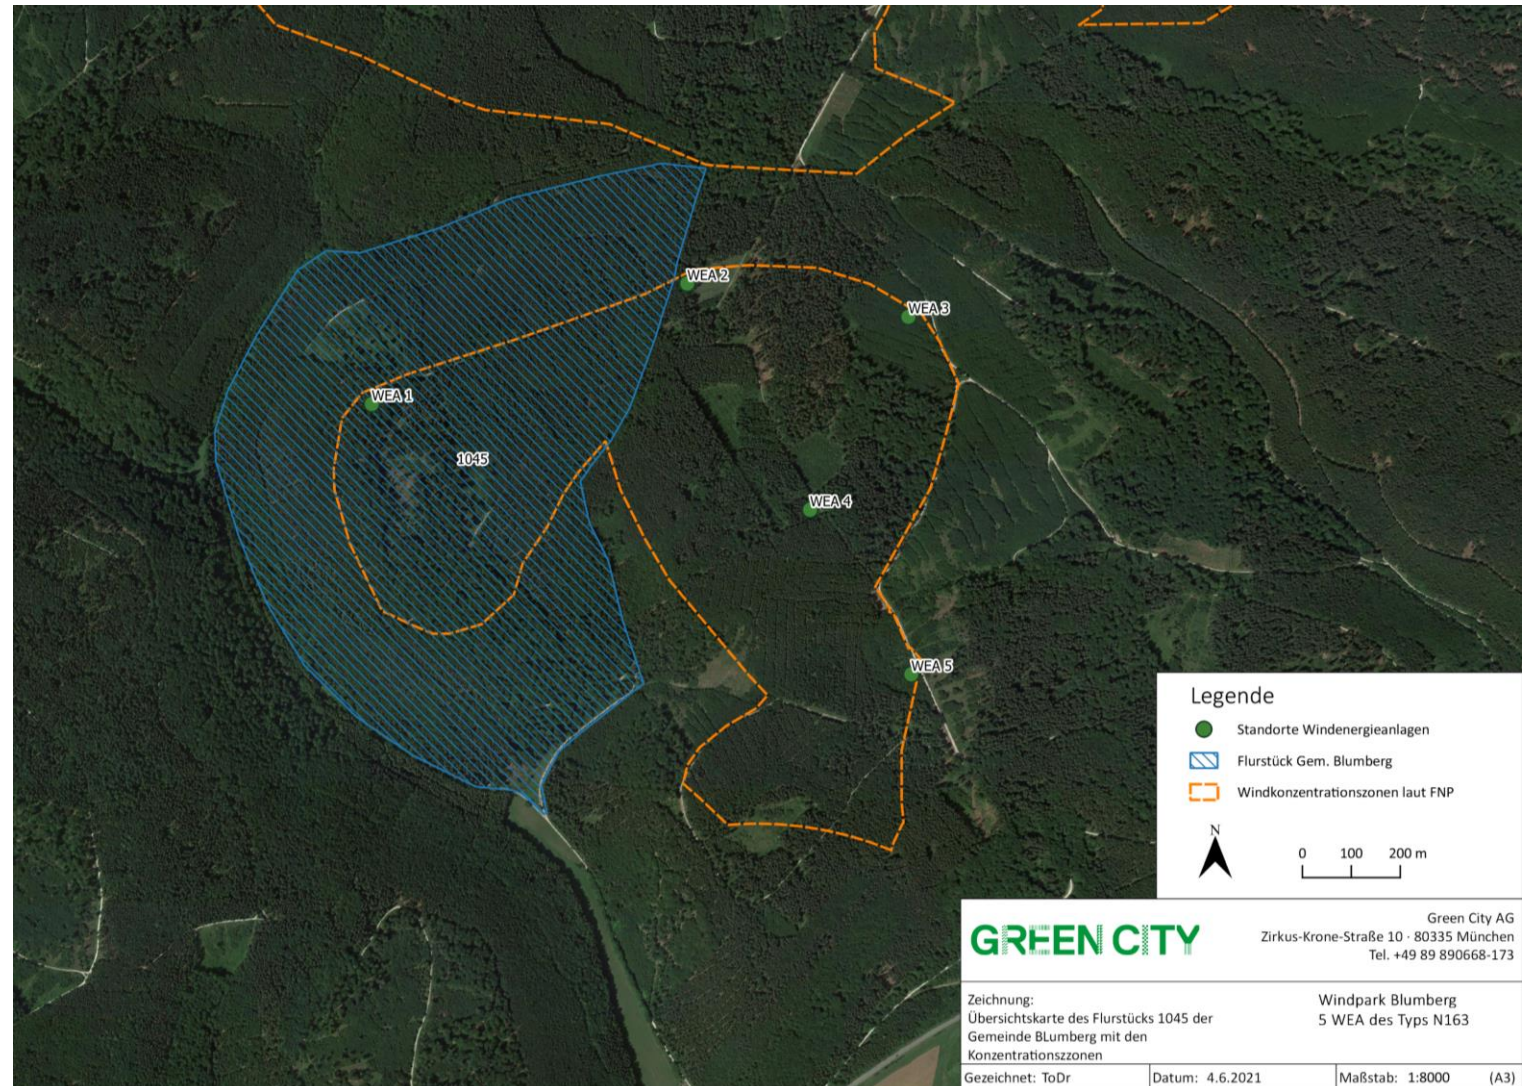 WEA 2
WEA 3
WEA 1
1045
WEA 4
WEA 5
Legende
Standorte Windenergieanlagen
Flurstück Gem. Blumberg
Windkonzentrationszonen laut FNP
N
0 100 200 m
GREEN CITY
Green City AG
Zirkus-Krone-Straße 10 · 80335 München
Tel. +49 89 890668-173
Zeichnung:
Übersichtskarte des Flurstücks 1045 der
Gemeinde BLumberg mit den
Konzentrationszzonen
Windpark Blumberg
5 WEA des Typs N163
Gezeichnet: ToDr
Datum: 4.6.2021
Maßstab: 1:8000 (A3)